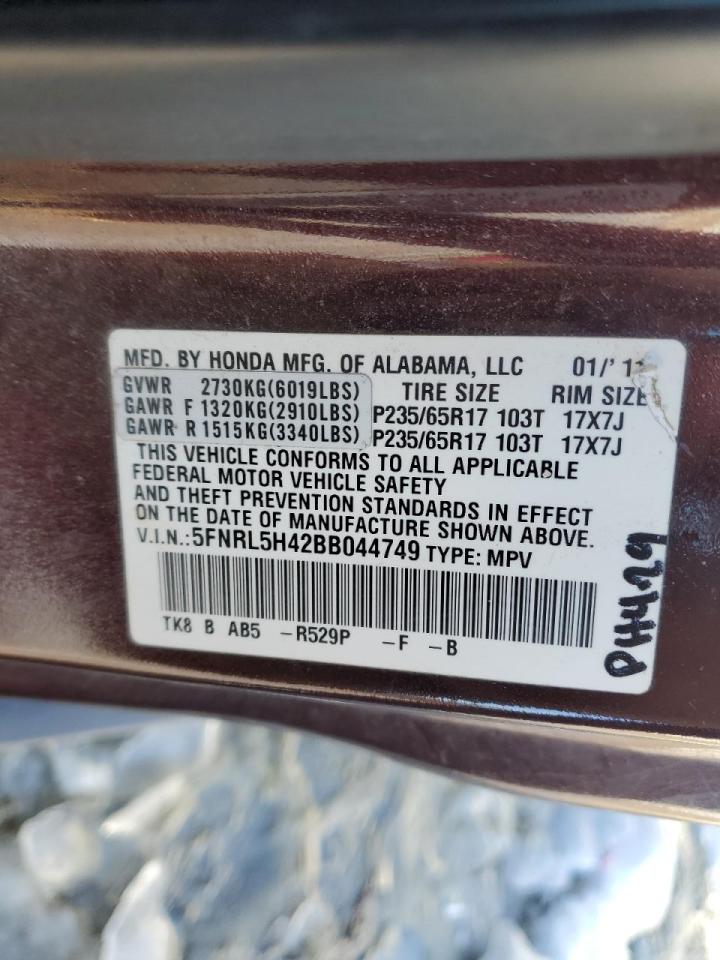 MFD. BY HONDA MFG. OF ALABAMA, LLC 01/'11
GVWR 2730KG(6019LBS) TIRE SIZE RIM SIZE
GAWR F 1320KG(2910LBS) P235/65R17 103T 17X7J
GAWR R 1515KG(3340LBS) P235/65R17 103T 17X7J
THIS VEHICLE CONFORMS TO ALL APPLICABLE
FEDERAL MOTOR VEHICLE SAFETY
AND THEFT PREVENTION STANDARDS IN EFFECT
ON THE DATE OF MANUFACTURE SHOWN ABOVE.
V.I.N.:5FNRL5H42BB044749 TYPE: MPV
TK8 B AB5 -R529P -F -B
PH429